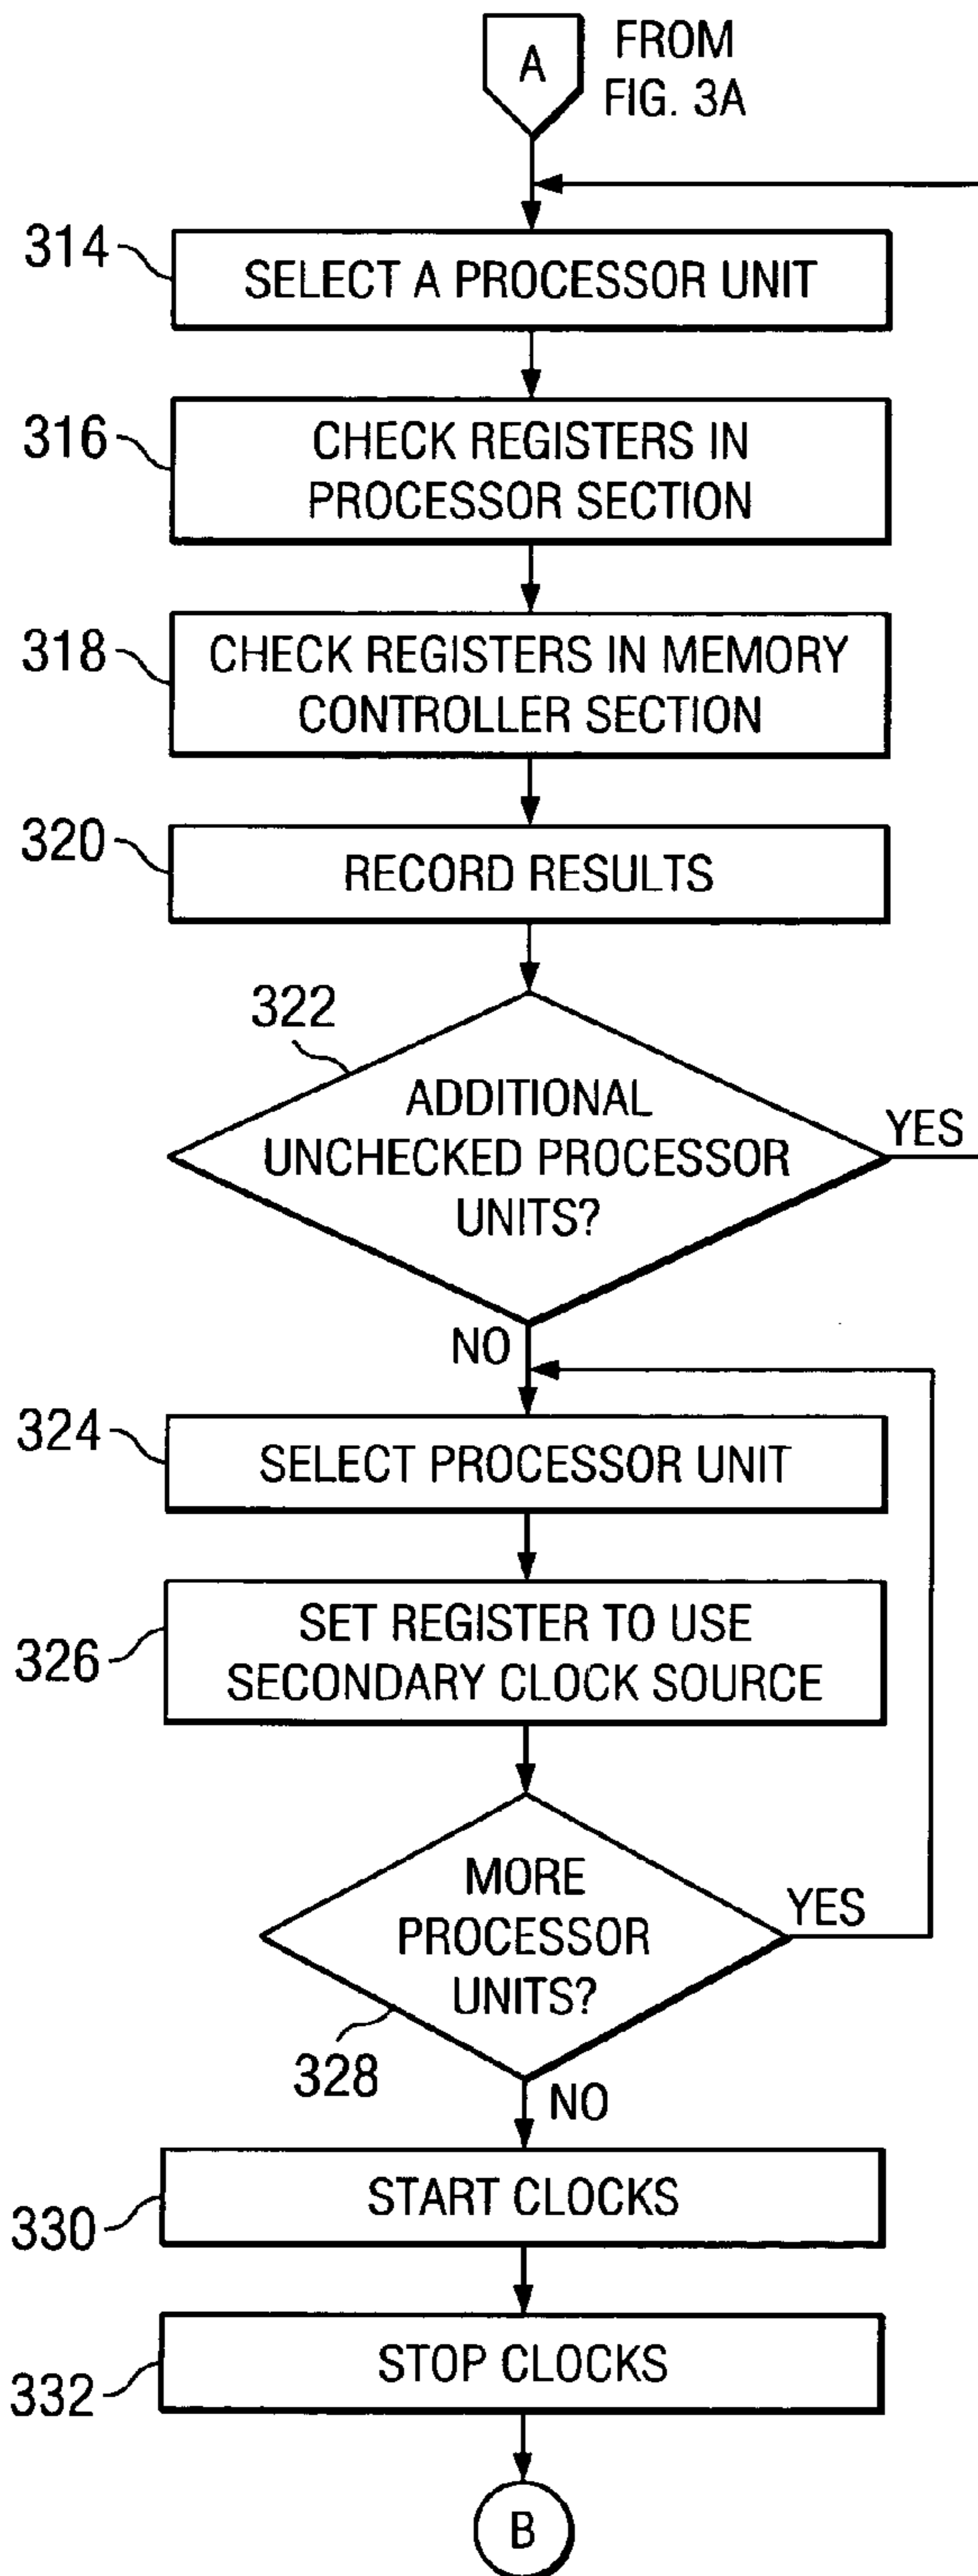 A
FROM
FIG. 3A
314
SELECT A PROCESSOR UNIT
316
CHECK REGISTERS IN
PROCESSOR SECTION
318
CHECK REGISTERS IN MEMORY
CONTROLLER SECTION
320
RECORD RESULTS
322
ADDITIONAL
UNCHECKED PROCESSOR
UNITS?
YES
NO
324
SELECT PROCESSOR UNIT
326
SET REGISTER TO USE
SECONDARY CLOCK SOURCE
MORE
PROCESSOR
UNITS?
YES
328
NO
330
START CLOCKS
332
STOP CLOCKS
B